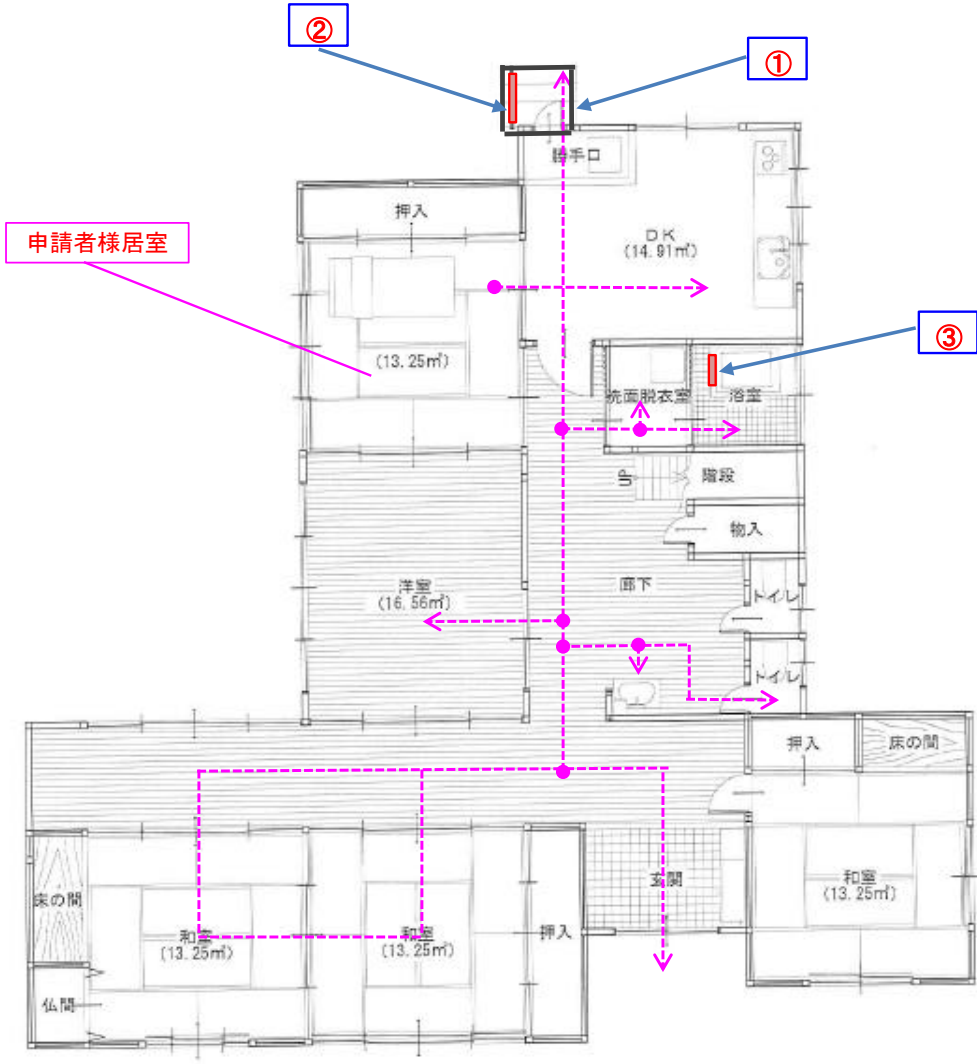 ②
①
勝手口
押入
申請者様居室
DK
(14.91㎡)
(13.25㎡)
③
洗面脱衣室
浴室
UP
階段
物入
洋室
(16.56㎡)
廊下
トイレ
トイレ
押入
床の間
床の間
和室
(13.25㎡)
和室
(13.25㎡)
押入
玄関
和室
(13.25㎡)
仏間